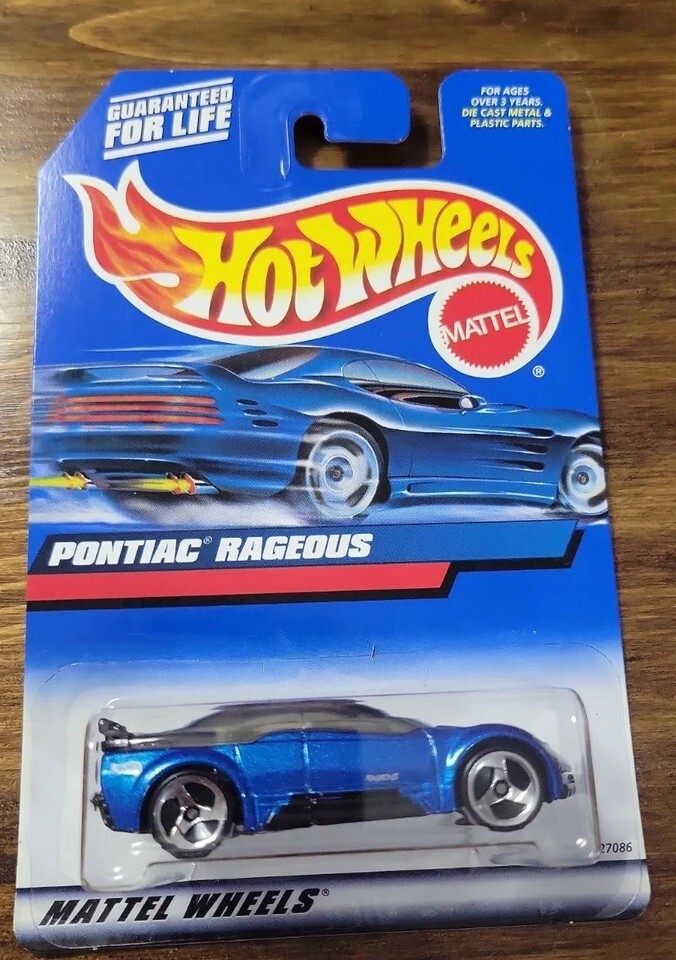 GUARANTEED
FOR LIFE
FOR AGES
OVER 3 YEARS.
DIE CAST METAL &
PLASTIC PARTS.
HOT WHEELS
MATTEL
®
PONTIAC® RAGEOUS
27086
MATTEL WHEELS®